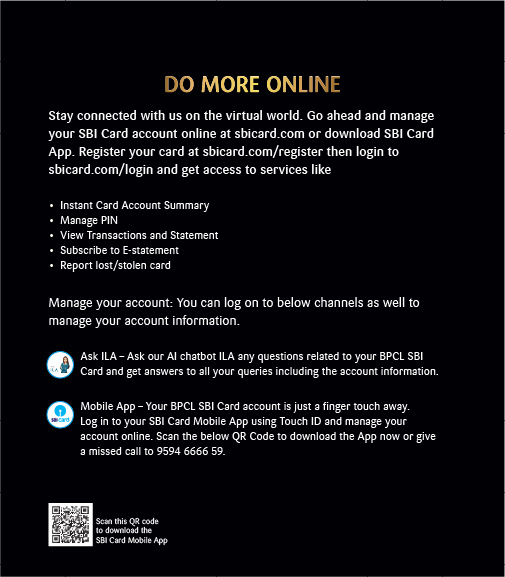 DO MORE ONLINE
Stay connected with us on the virtual world. Go ahead and manage
your SBI Card account online at sbicard.com or download SBI Card
App. Register your card at sbicard.com/register then login to
sbicard.com/login and get access to services like
• Instant Card Account Summary
• Manage PIN
• View Transactions and Statement
• Subscribe to E-statement
• Report lost/stolen card
Manage your account: You can log on to below channels as well to
manage your account information.
ILA
Ask ILA – Ask our AI chatbot ILA any questions related to your BPCL SBI
Card and get answers to all your queries including the account information.
SBI card
Mobile App – Your BPCL SBI Card account is just a finger touch away.
Log in to your SBI Card Mobile App using Touch ID and manage your
account online. Scan the below QR Code to download the App now or give
a missed call to 9594 6666 59.
Scan this QR code
to download the
SBI Card Mobile App